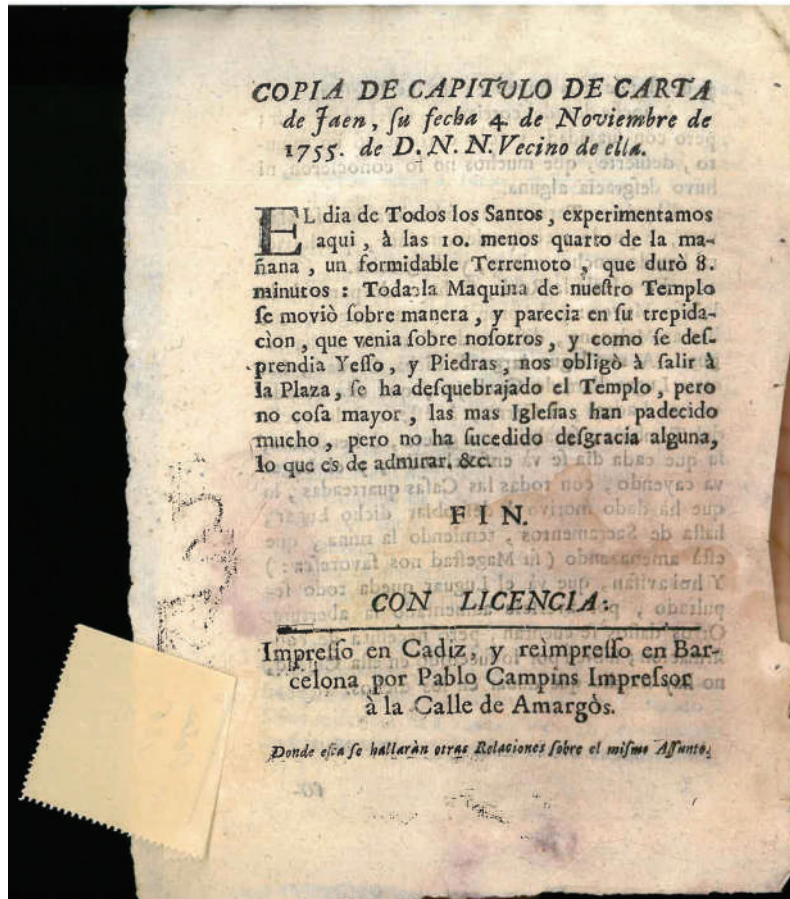 COPIA DE CAPITVLO DE CARTA
de Jaen, ſu fecha 4. de Noviembre de
1755. de D. N. N. Vecino de ella.
EL dia de Todos los Santos, experimentamos
aqui, à las 10. menos quarto de la ma-
ñana, un formidable Terremoto, que durò 8.
minutos: Toda la Maquina de nueſtro Templo
ſe moviò ſobre manera, y parecia en ſu trepida-
cìon, que venia ſobre noſotros, y como ſe deſ-
prendia Yeſſo, y Piedras, nos obligò à ſalir à
la Plaza, ſe ha deſquebrajado el Templo, pero
no coſa mayor, las mas Igleſias han padecido
mucho, pero no ha ſucedido deſgracia alguna,
lo que es de admirar, &c.
FIN.
CON LICENCIA:
Impreſſo en Cadiz, y reìmpreſſo en Bar-
celona por Pablo Campins Impreſsor
à la Calle de Amargòs.
Donde eſta ſe hallaràn otras Relaciones ſobre el miſmo Aſſunto.